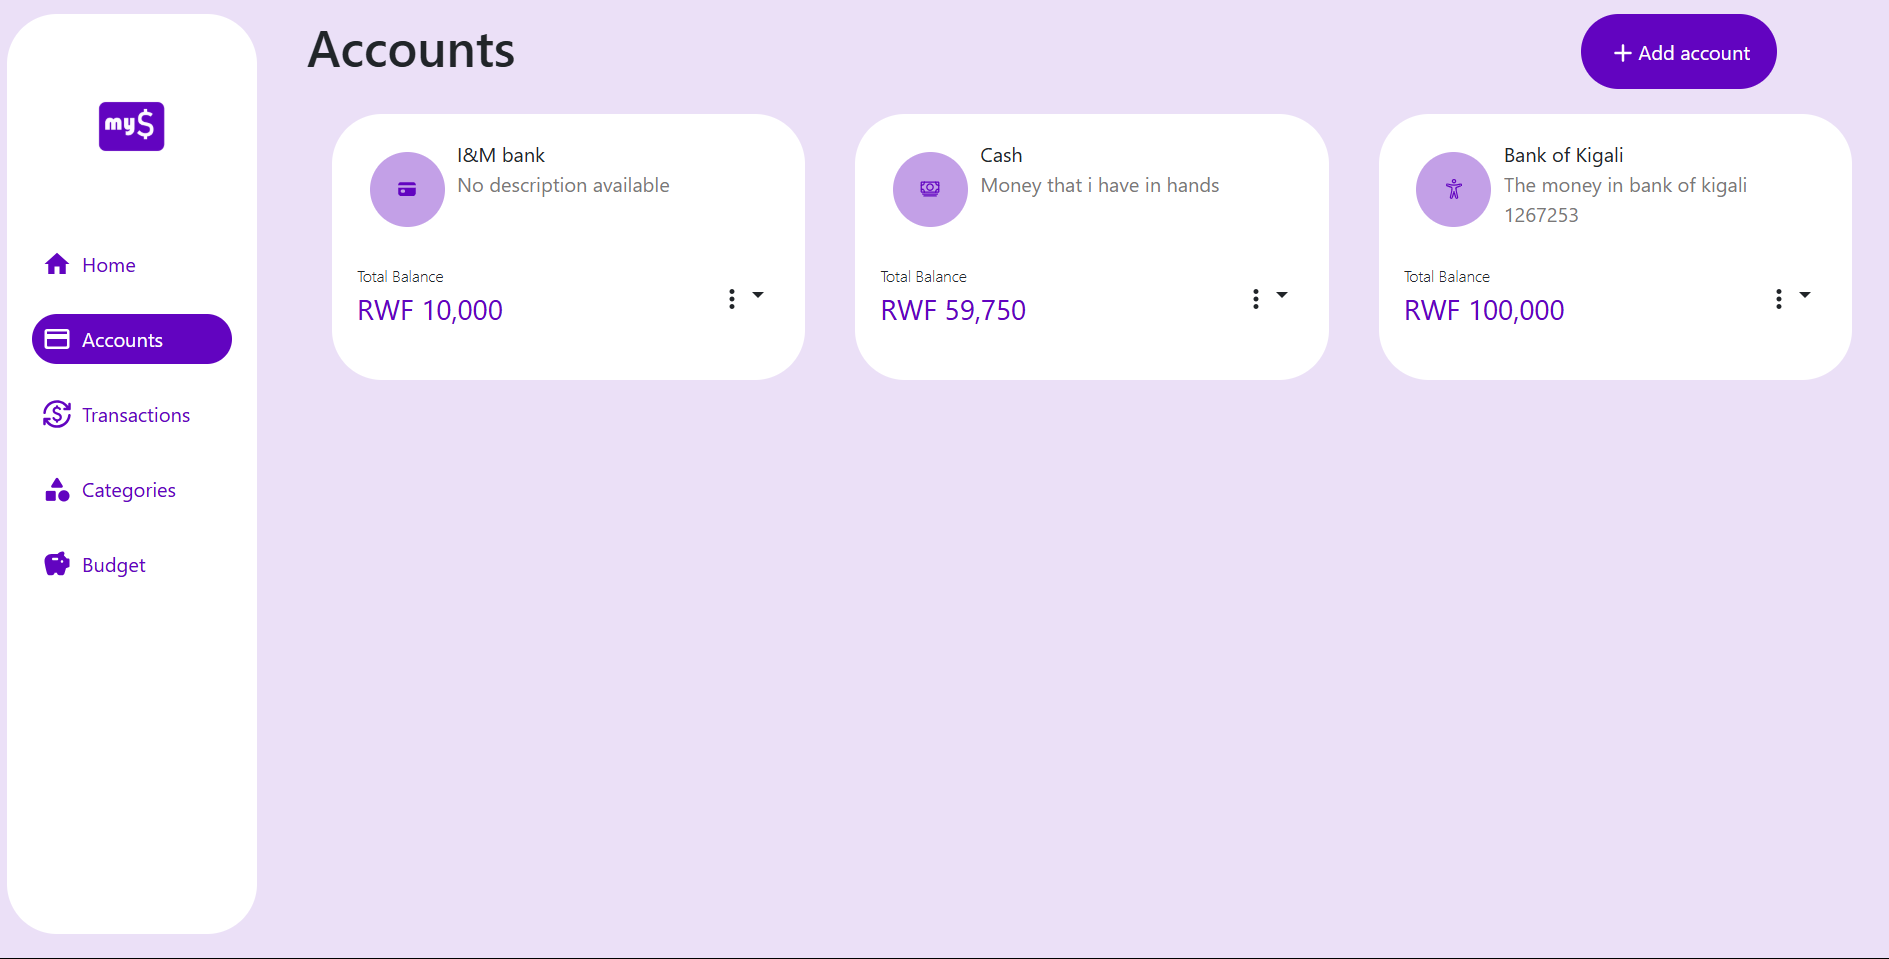 my$
Home
Accounts
Transactions
Categories
Budget
Accounts
+ Add account
I&M bank
No description available
Total Balance
RWF 10,000
Cash
Money that i have in hands
Total Balance
RWF 59,750
Bank of Kigali
The money in bank of kigali
1267253
Total Balance
RWF 100,000